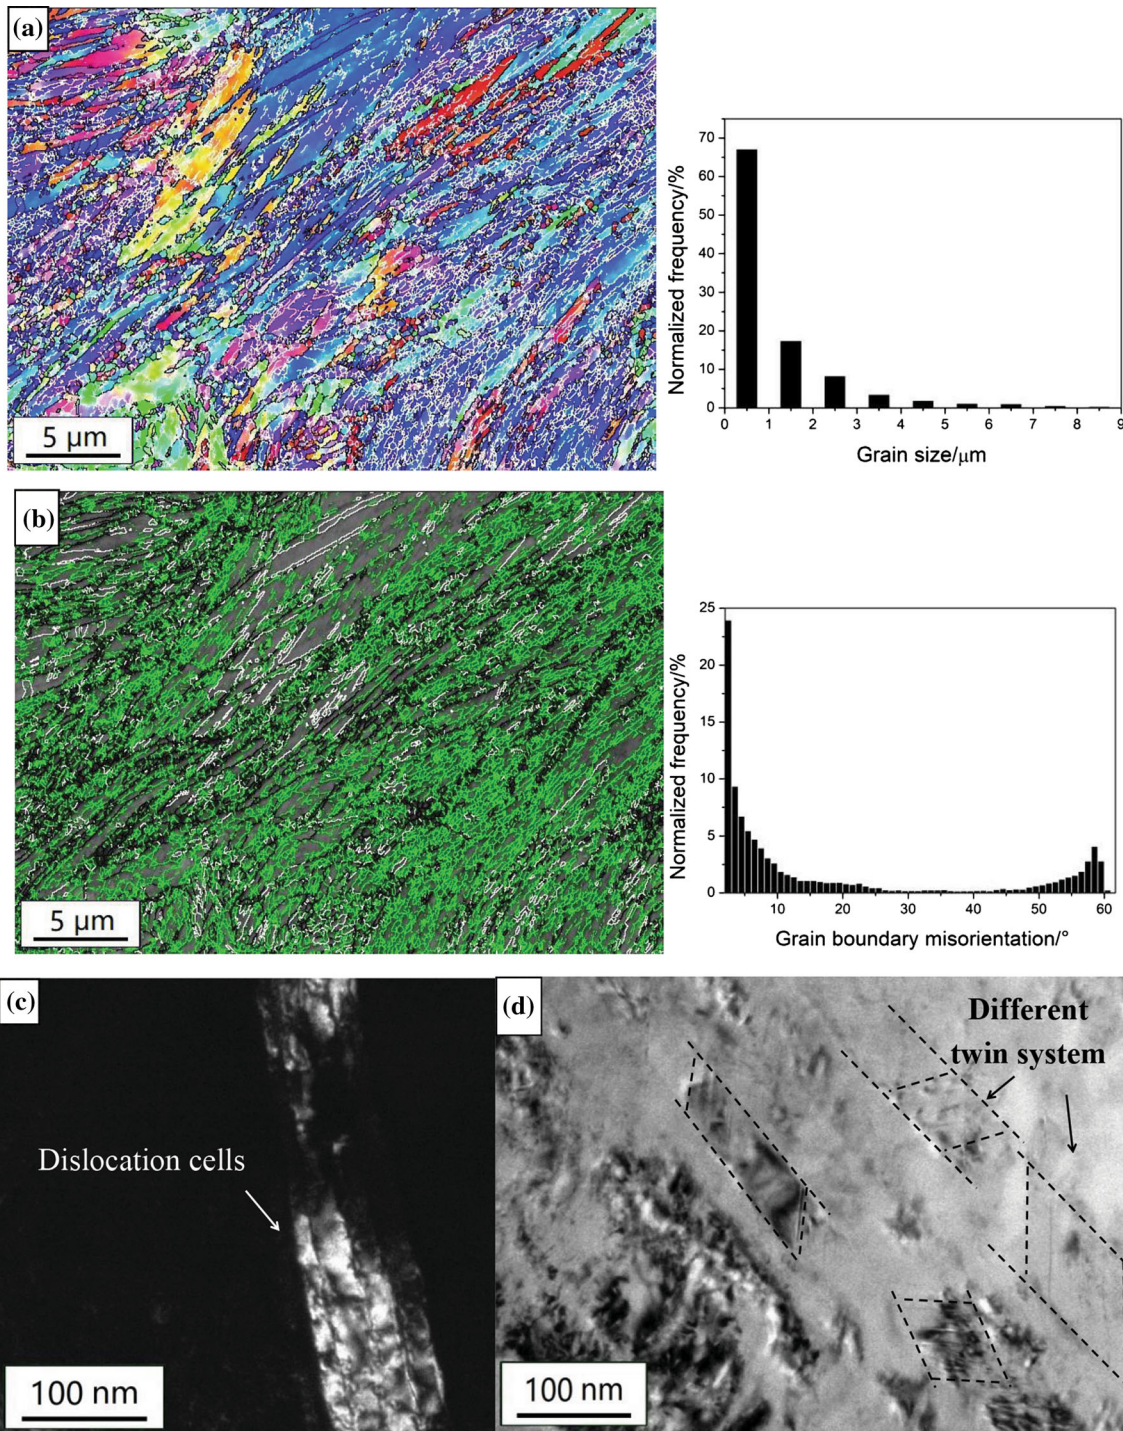 (a)
5 μm
Normalized frequency/%
70
60
50
40
30
20
10
0
0 1 2 3 4 5 6 7 8 9
Grain size/μm
(b)
5 μm
Normalized frequency/%
25
20
15
10
5
0
10 20 30 40 50 60
Grain boundary misorientation/°
(c)
Dislocation cells
100 nm
(d)
Different
twin system
100 nm